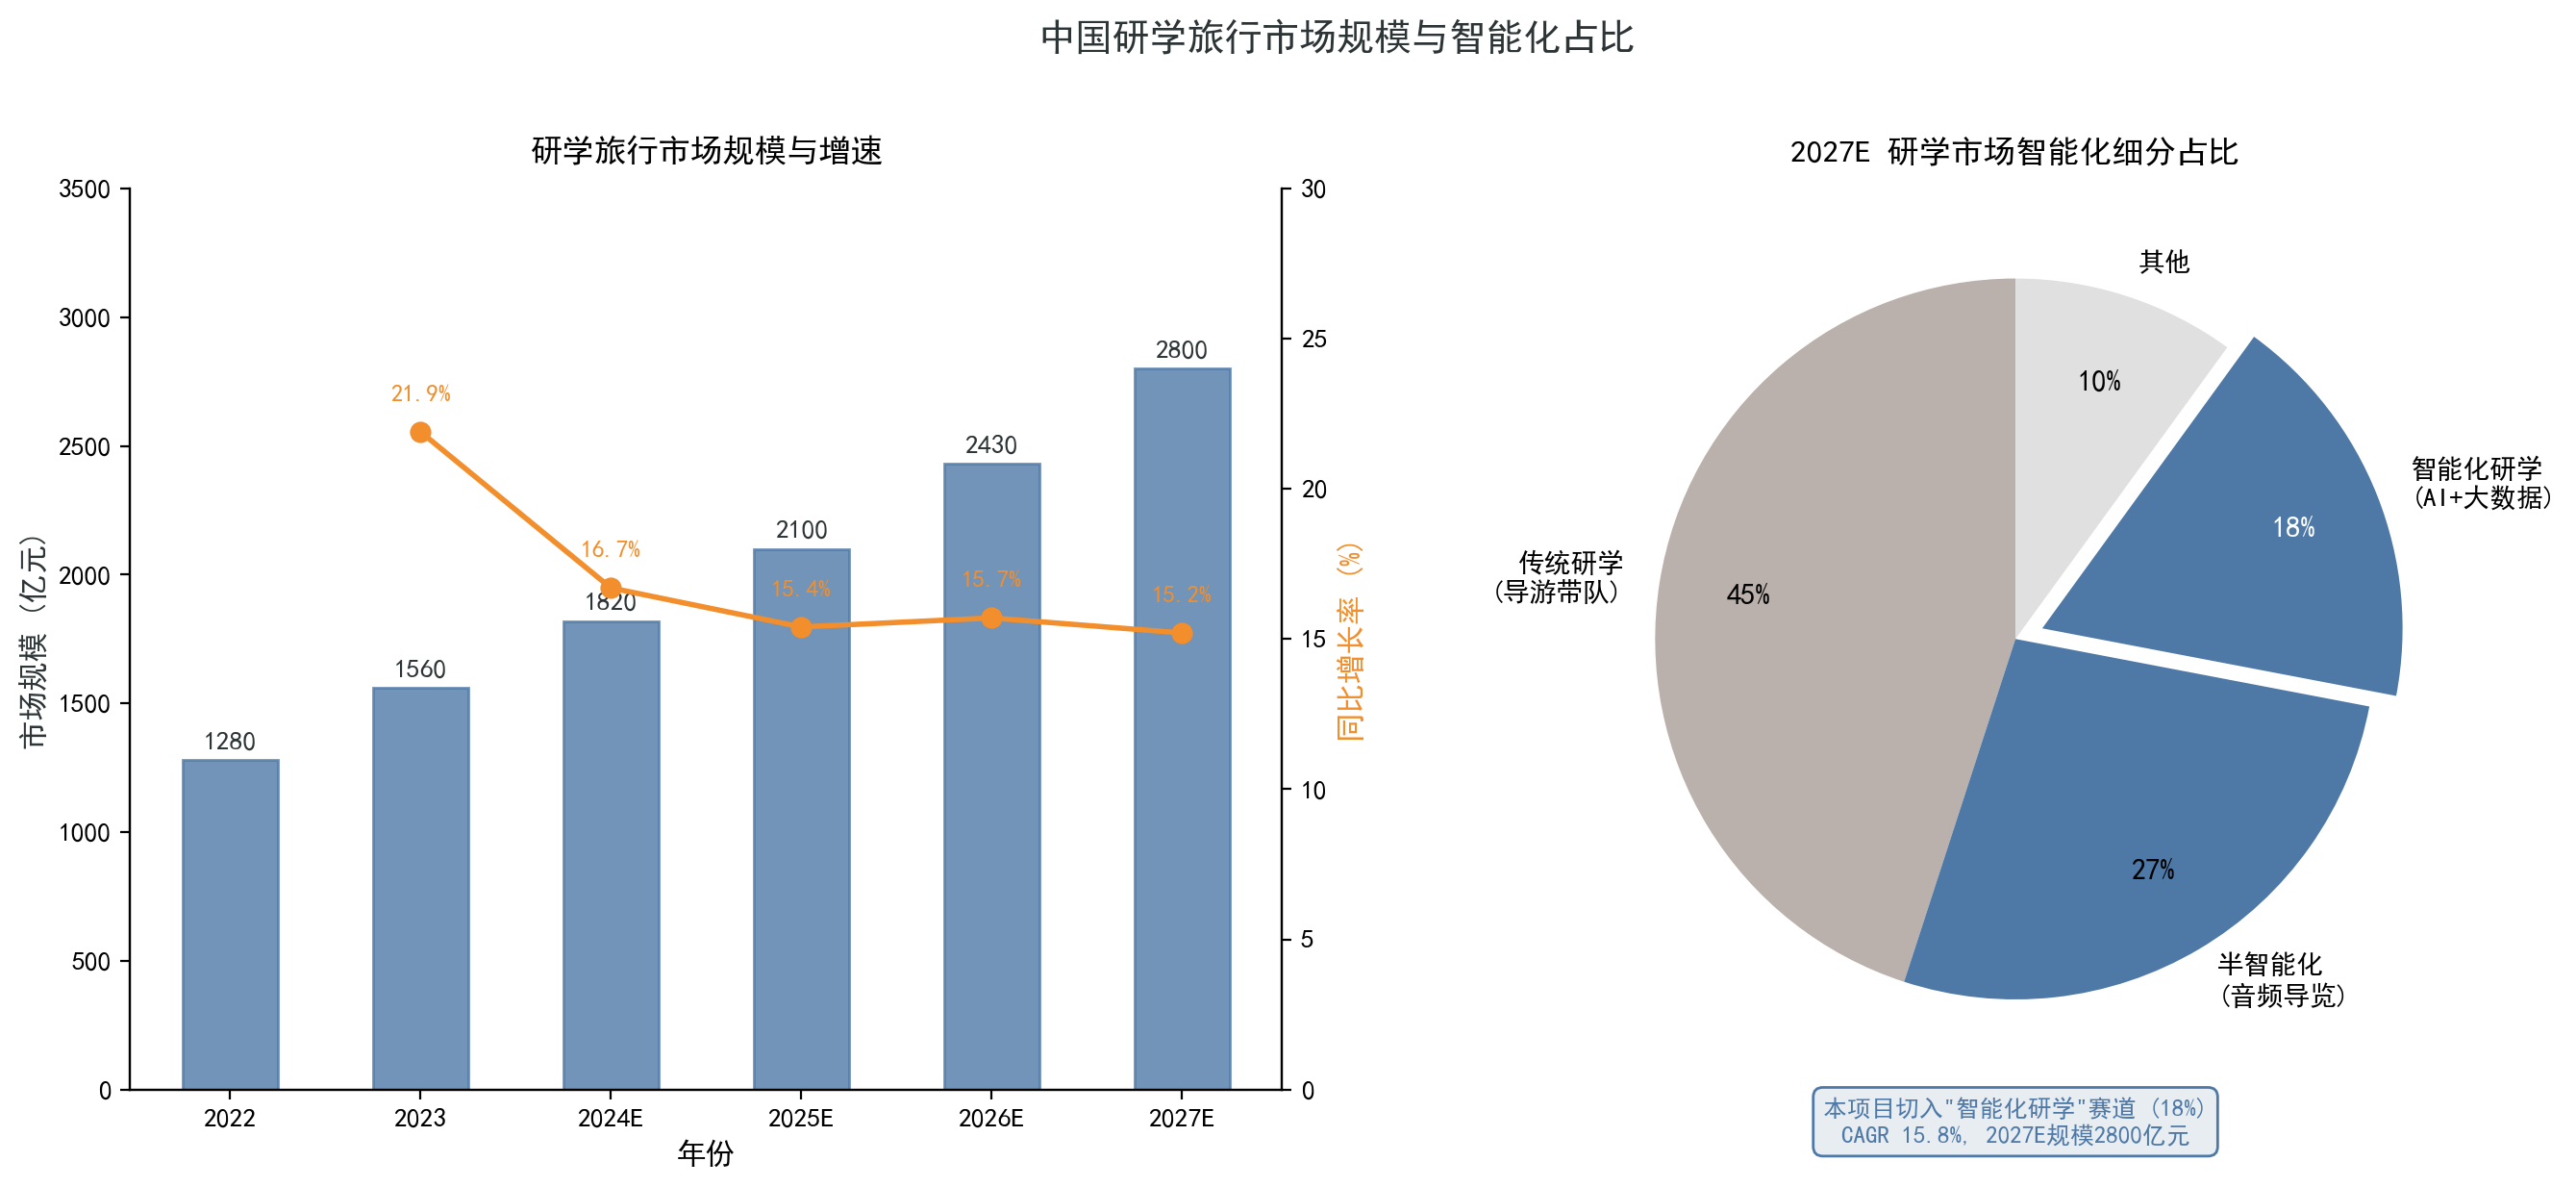 中国研学旅行市场规模与智能化占比
研学旅行市场规模与增速
3500
3000
2500
2000
1500
1000
500
0
市场规模 (亿元)
1280
1560
1820
2100
2430
2800
21.9%
16.7%
15.4%
15.7%
15.2%
30
25
20
15
10
5
0
同比增长率 (%)
2022
2023
2024E
2025E
2026E
2027E
年份
2027E 研学市场智能化细分占比
其他
10%
智能化研学
(AI+大数据)
18%
传统研学
(导游带队)
45%
27%
半智能化
(音频导览)
本项目切入"智能化研学"赛道 (18%)
CAGR 15.8%, 2027E规模2800亿元